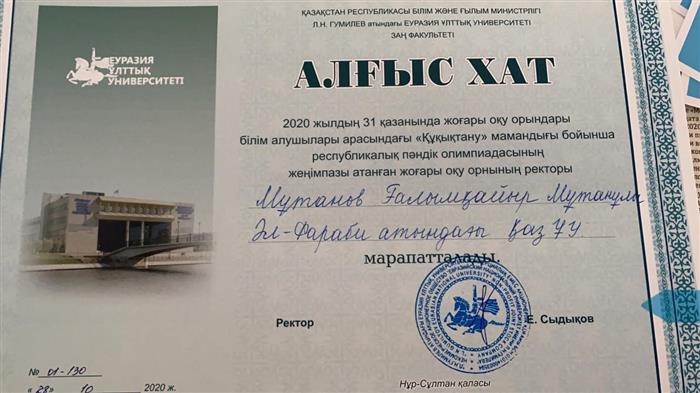 ҚАЗАҚСТАН РЕСПУБЛИКАСЫ БІЛІМ ЖӘНЕ ҒЫЛЫМ МИНИСТРЛІГІ
Л.Н. ГУМИЛЕВ атындағы ЕУРАЗИЯ ҰЛТТЫҚ УНИВЕРСИТЕТІ
ЗАҢ ФАКУЛЬТЕТІ
ЕУРАЗИЯ
ҰЛТТЫҚ
УНИВЕРСИТЕТІ
АЛҒЫС ХАТ
2020 жылдың 31 қазанында жоғары оқу орындары
білім алушылары арасындағы «Құқықтану» мамандығы бойынша
республикалық пәндік олимпиадасының
жеңімпазы атанған жоғары оқу орнының ректоры
Мұтанов Ғалымқайыр Мұтанұлы
Әл-Фараби атындағы ҚазҰУ
марапатталады.
Ректор
Е. Сыдықов
№ 01-130
«28» 10 2020 ж.
Нұр-Сұлтан қаласы